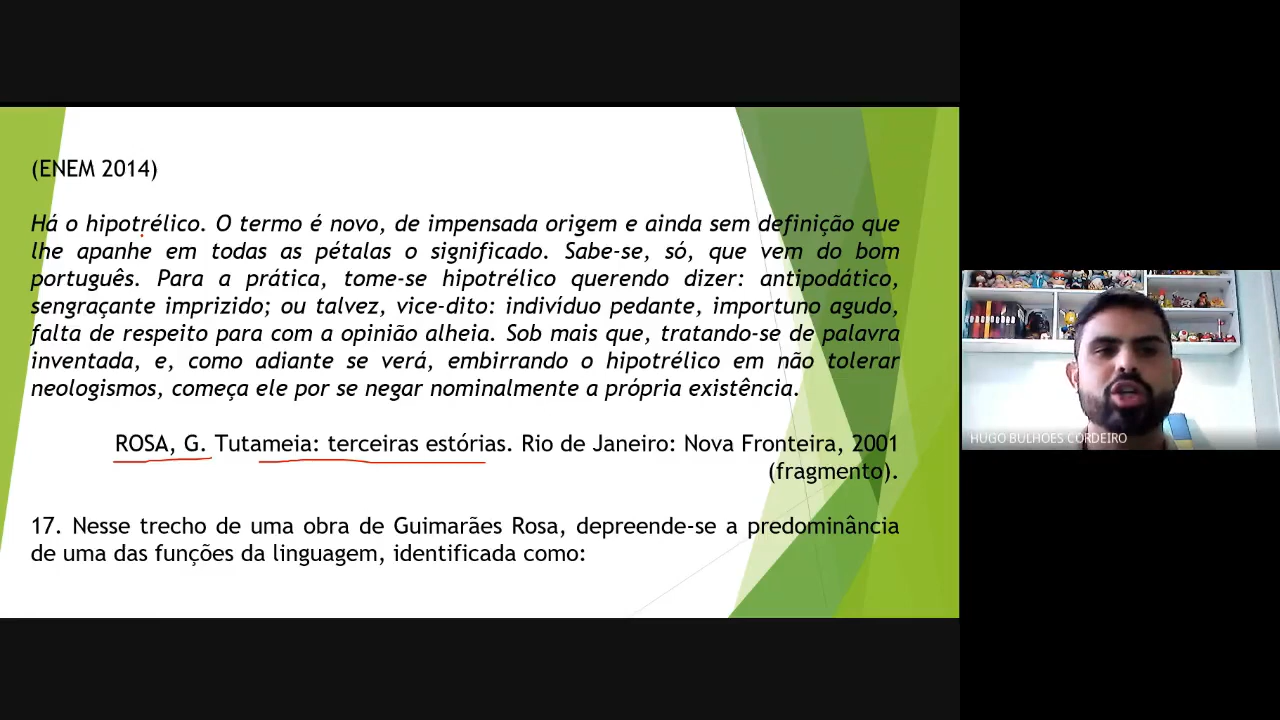 (ENEM 2014)
Há o hipotrélico. O termo é novo, de impensada origem e ainda sem definição que
lhe apanhe em todas as pétalas o significado. Sabe-se, só, que vem do bom
português. Para a prática, tome-se hipotrélico querendo dizer: antipodático,
sengraçante imprizido; ou talvez, vice-dito: indivíduo pedante, importuno agudo,
falta de respeito para com a opinião alheia. Sob mais que, tratando-se de palavra
inventada, e, como adiante se verá, embirrando o hipotrélico em não tolerar
neologismos, começa ele por se negar nominalmente a própria existência.
ROSA, G. Tutameia: terceiras estórias. Rio de Janeiro: Nova Fronteira, 2001
(fragmento).
17. Nesse trecho de uma obra de Guimarães Rosa, depreende-se a predominância
de uma das funções da linguagem, identificada como:
HUGO BULHOES CORDEIRO